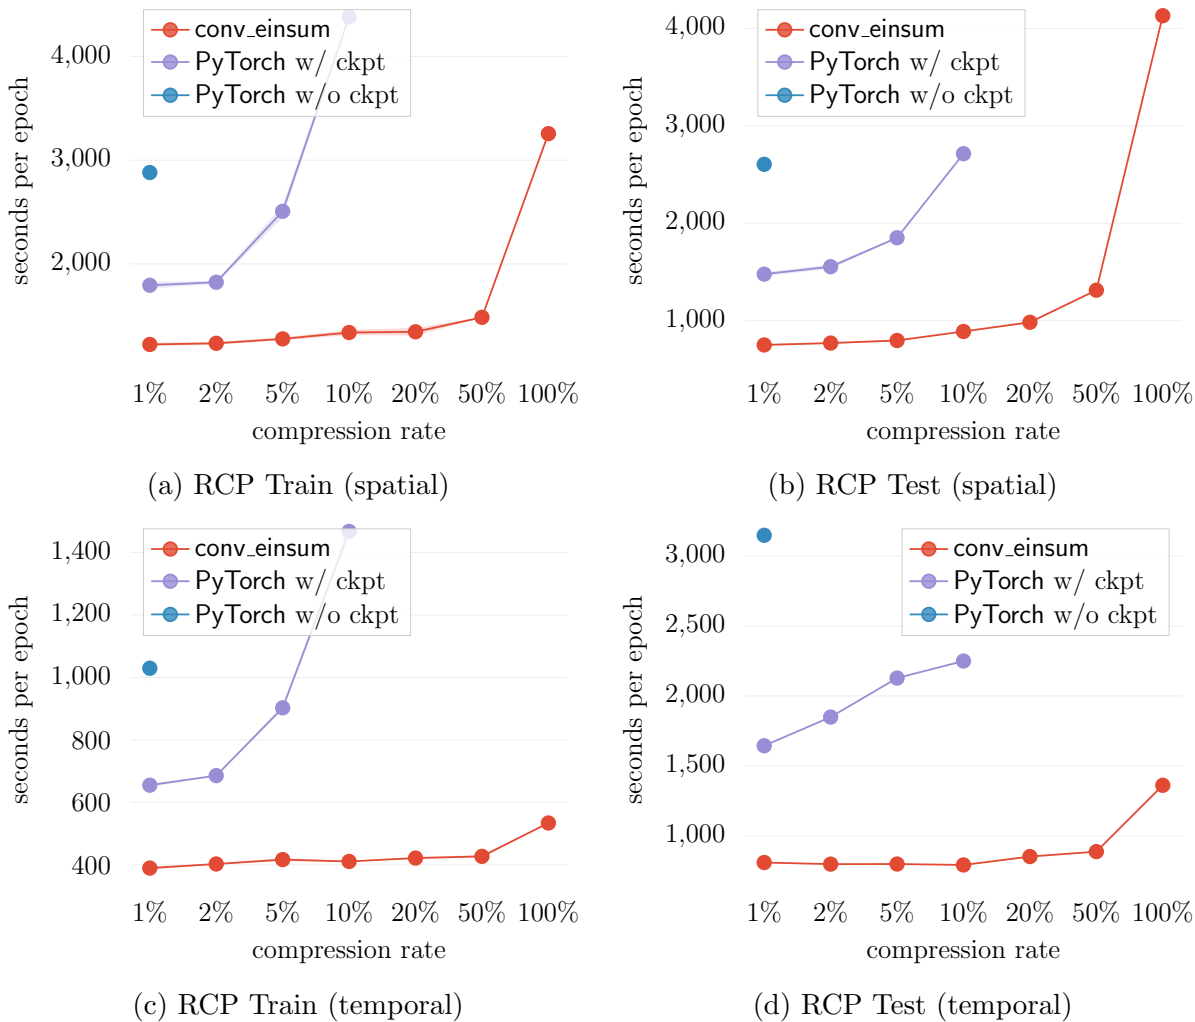 conv_einsum
PyTorch w/ ckpt
PyTorch w/o ckpt
4,000
3,000
2,000
seconds per epoch
1% 2% 5% 10% 20% 50% 100%
compression rate
(a) RCP Train (spatial)
conv_einsum
PyTorch w/ ckpt
PyTorch w/o ckpt
4,000
3,000
2,000
1,000
seconds per epoch
1% 2% 5% 10% 20% 50% 100%
compression rate
(b) RCP Test (spatial)
conv_einsum
PyTorch w/ ckpt
PyTorch w/o ckpt
1,400
1,200
1,000
800
600
400
seconds per epoch
1% 2% 5% 10% 20% 50% 100%
compression rate
(c) RCP Train (temporal)
conv_einsum
PyTorch w/ ckpt
PyTorch w/o ckpt
3,000
2,500
2,000
1,500
1,000
seconds per epoch
1% 2% 5% 10% 20% 50% 100%
compression rate
(d) RCP Test (temporal)